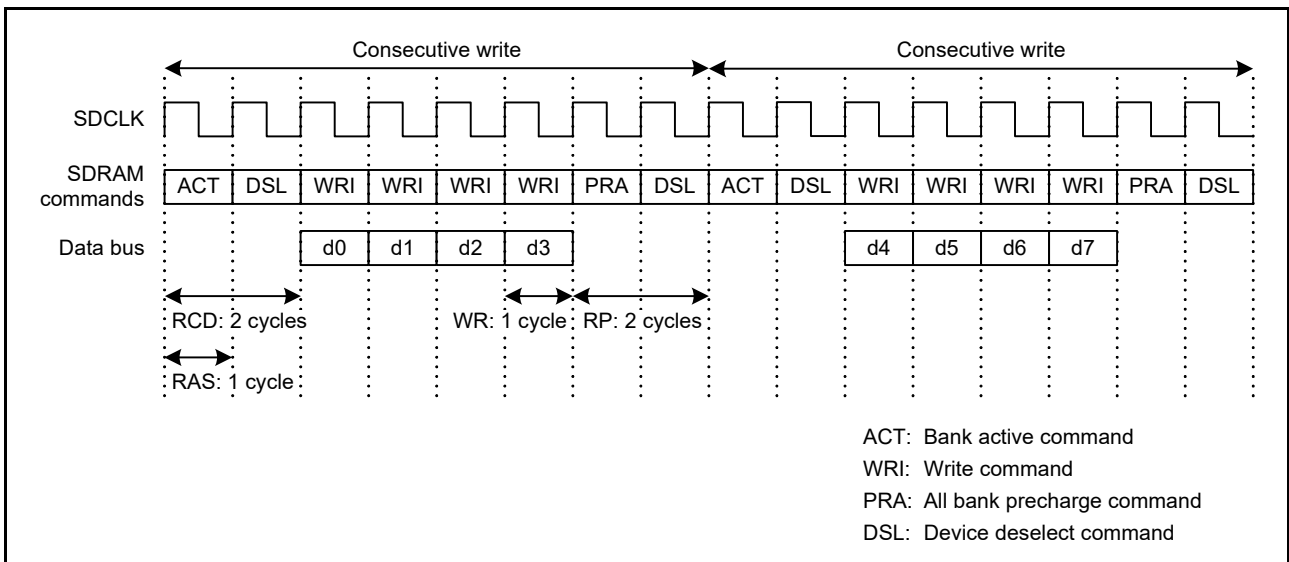 Consecutive write Consecutive write
SDCLK
SDRAM commands ACT DSL WRI WRI WRI WRI PRA DSL ACT DSL WRI WRI WRI WRI PRA DSL
Data bus d0 d1 d2 d3 d4 d5 d6 d7
RCD: 2 cycles WR: 1 cycle RP: 2 cycles
RAS: 1 cycle
ACT: Bank active command
WRI: Write command
PRA: All bank precharge command
DSL: Device deselect command